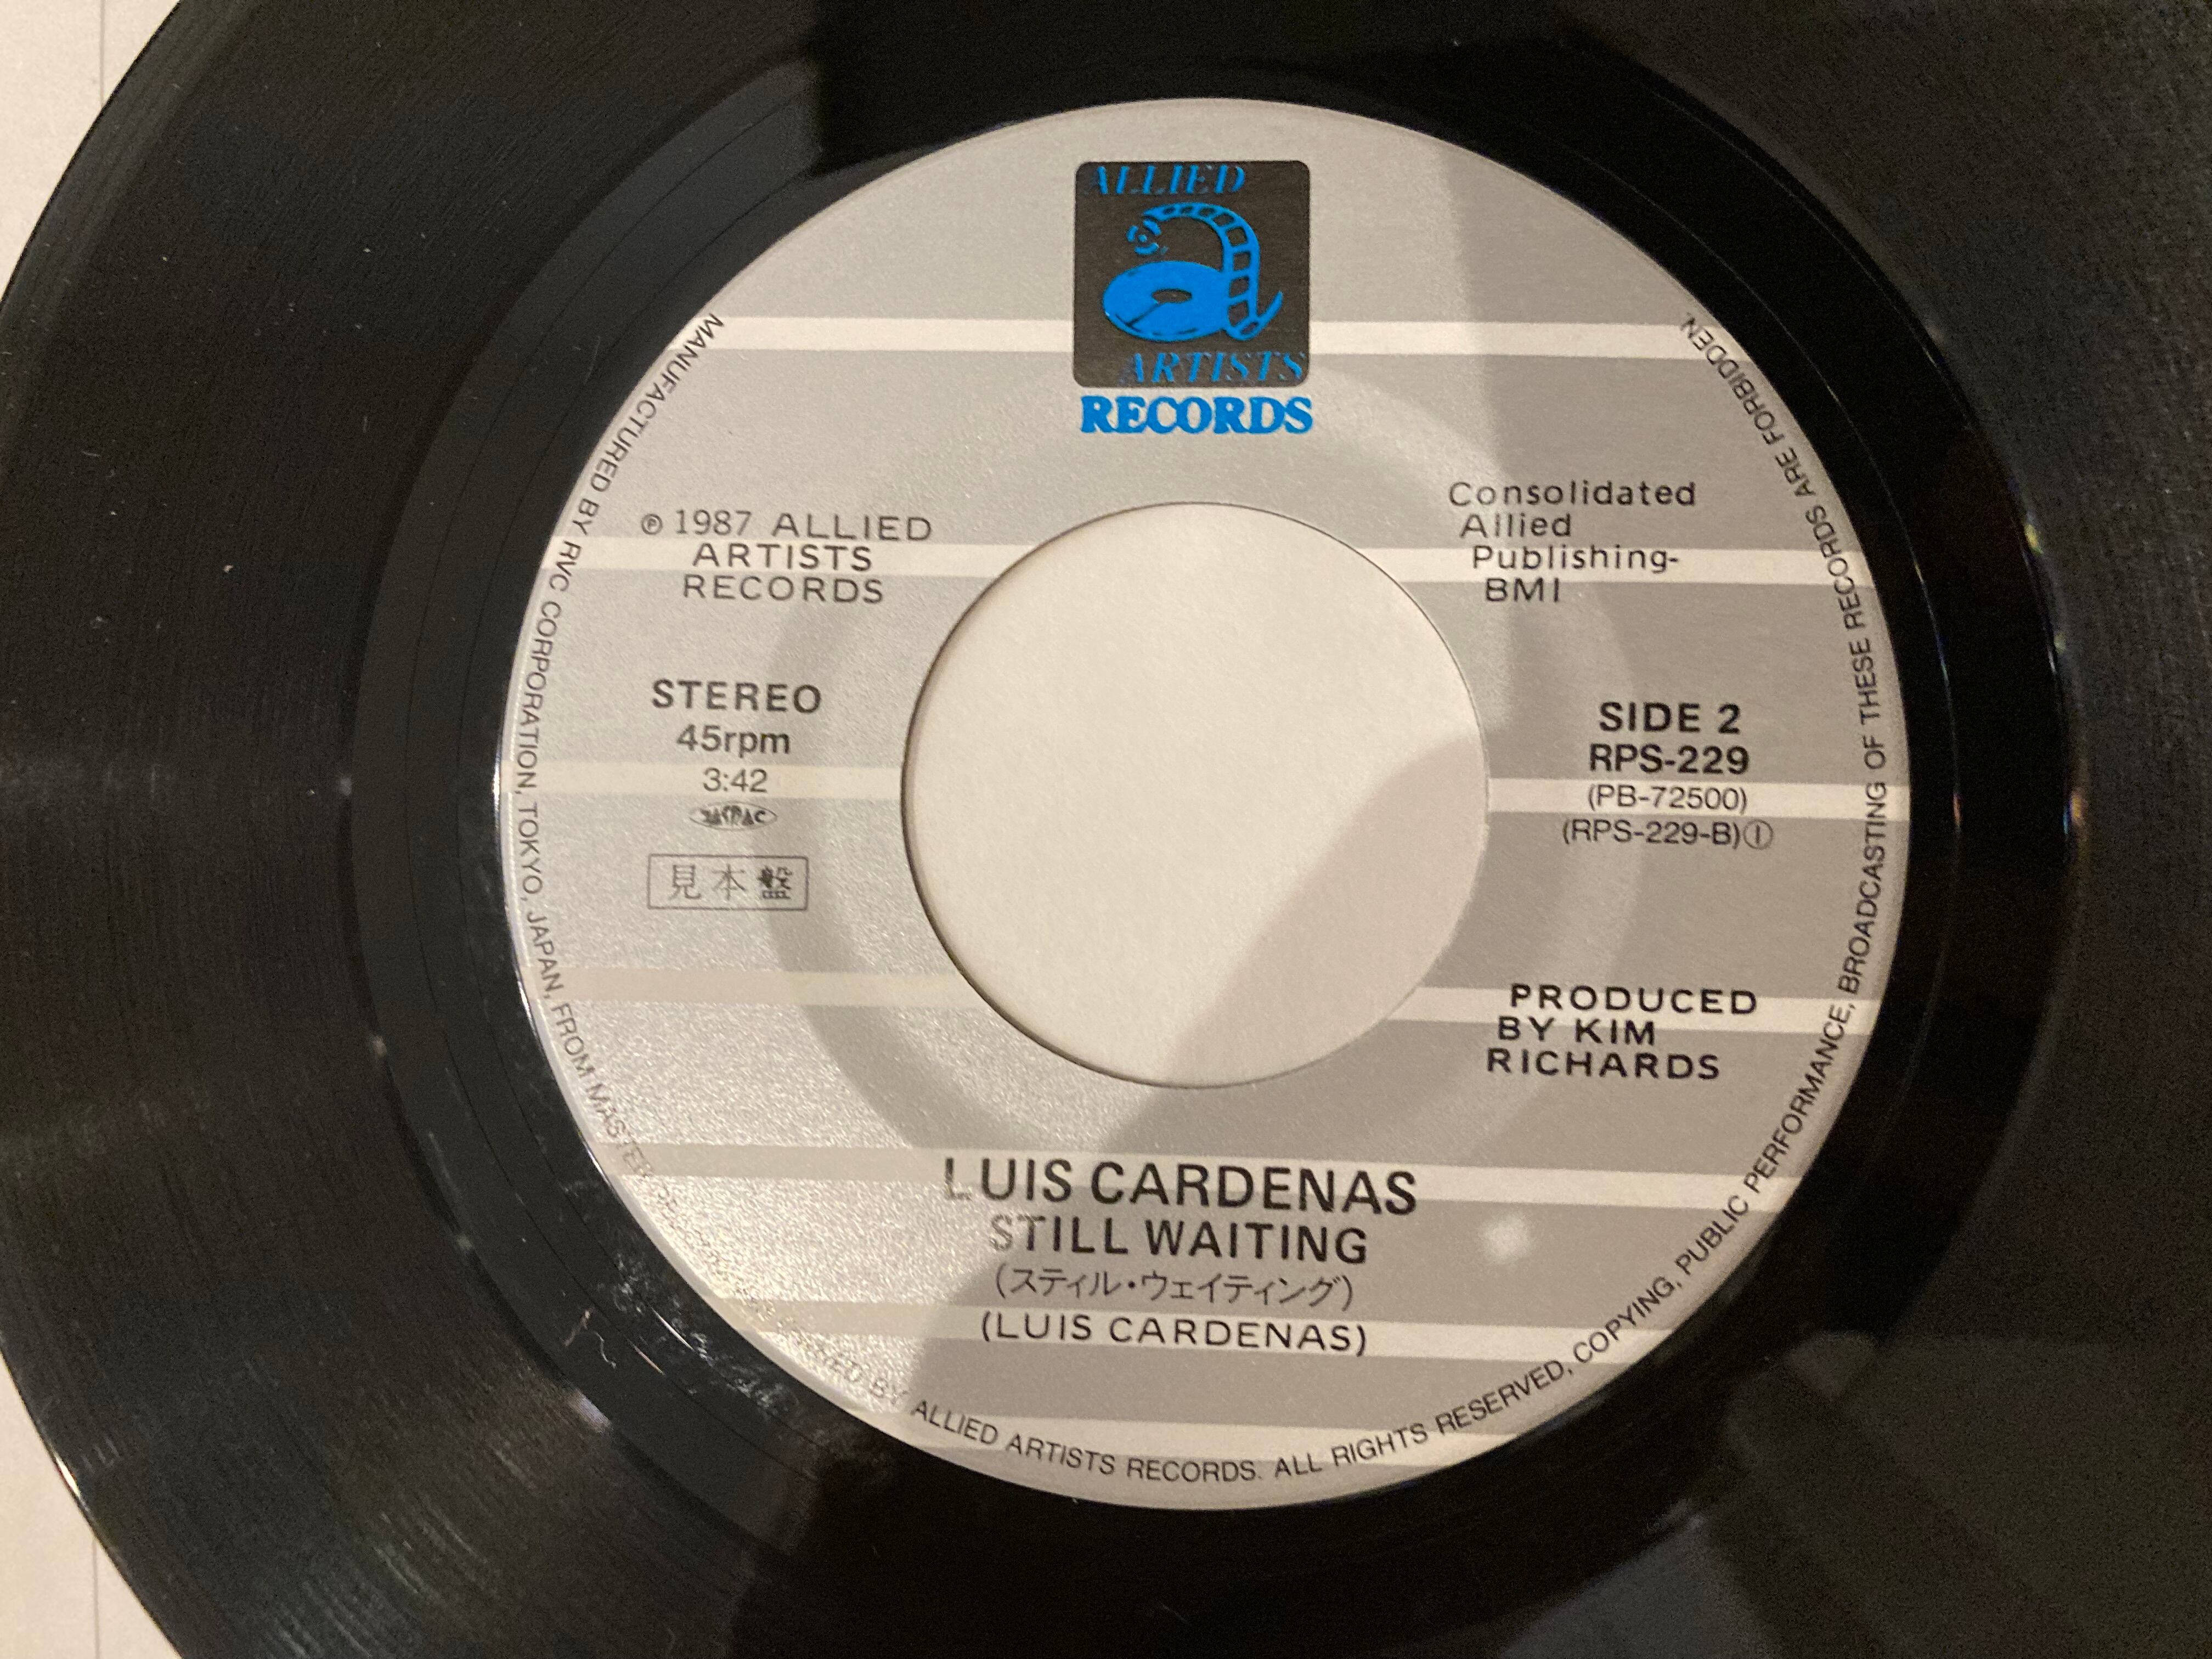 ALLIED
ARTISTS
RECORDS
℗ 1987 ALLIED
ARTISTS
RECORDS
Consolidated
Allied
Publishing-
BMI
STEREO
45rpm
3:42
JASRAC
見本盤
SIDE 2
RPS-229
(PB-72500)
(RPS-229-B)Ⓘ
PRODUCED
BY KIM
RICHARDS
LUIS CARDENAS
STILL WAITING
(スティル・ウェイティング)
(LUIS CARDENAS)
MANUFACTURED BY RVC CORPORATION, TOKYO, JAPAN, FROM MASTER BY ALLIED ARTISTS RECORDS. ALL RIGHTS RESERVED, COPYING, PUBLIC PERFORMANCE, BROADCASTING OF THESE RECORDS ARE FORBIDDEN.